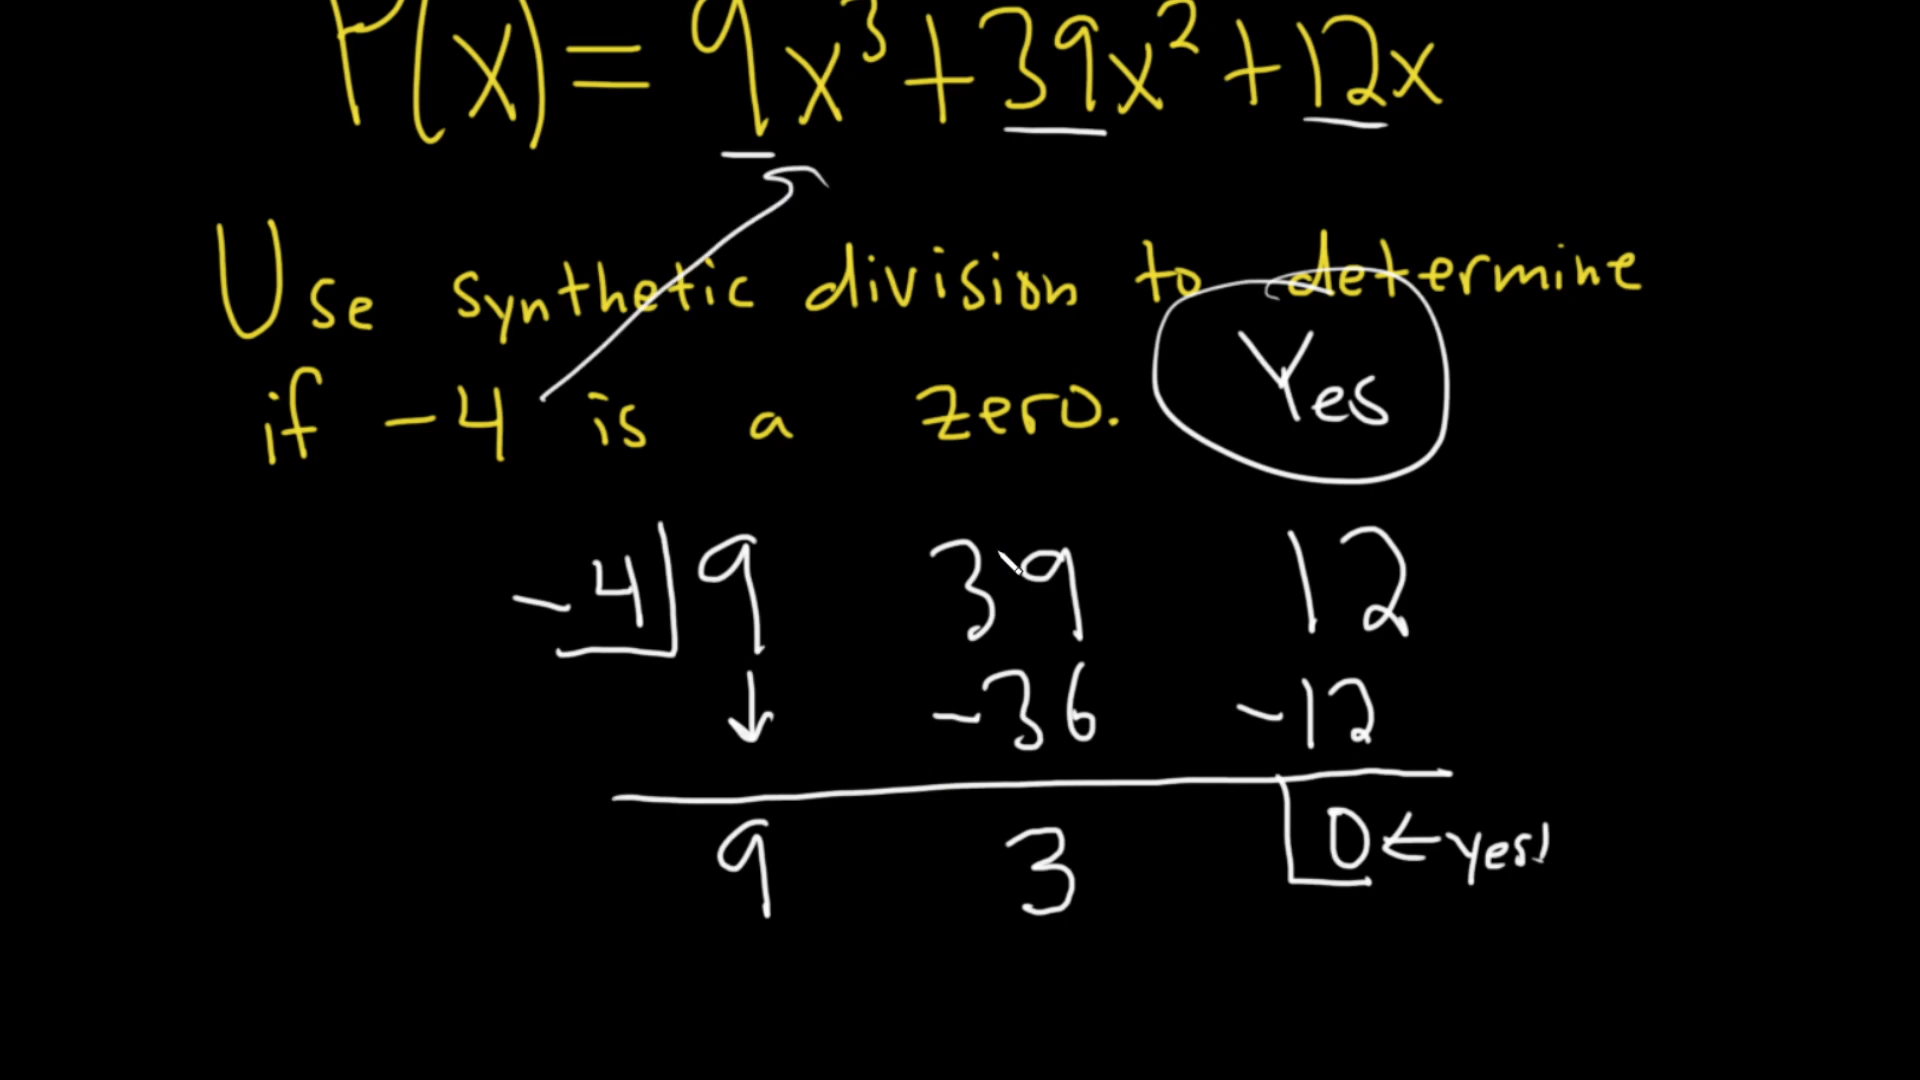 P(x) = 9x³ + 39x² + 12x
Use synthetic division to determine
if -4 is a zero. Yes
-4 9 39 12
↓ -36 -12
9 3 0 ← yes!